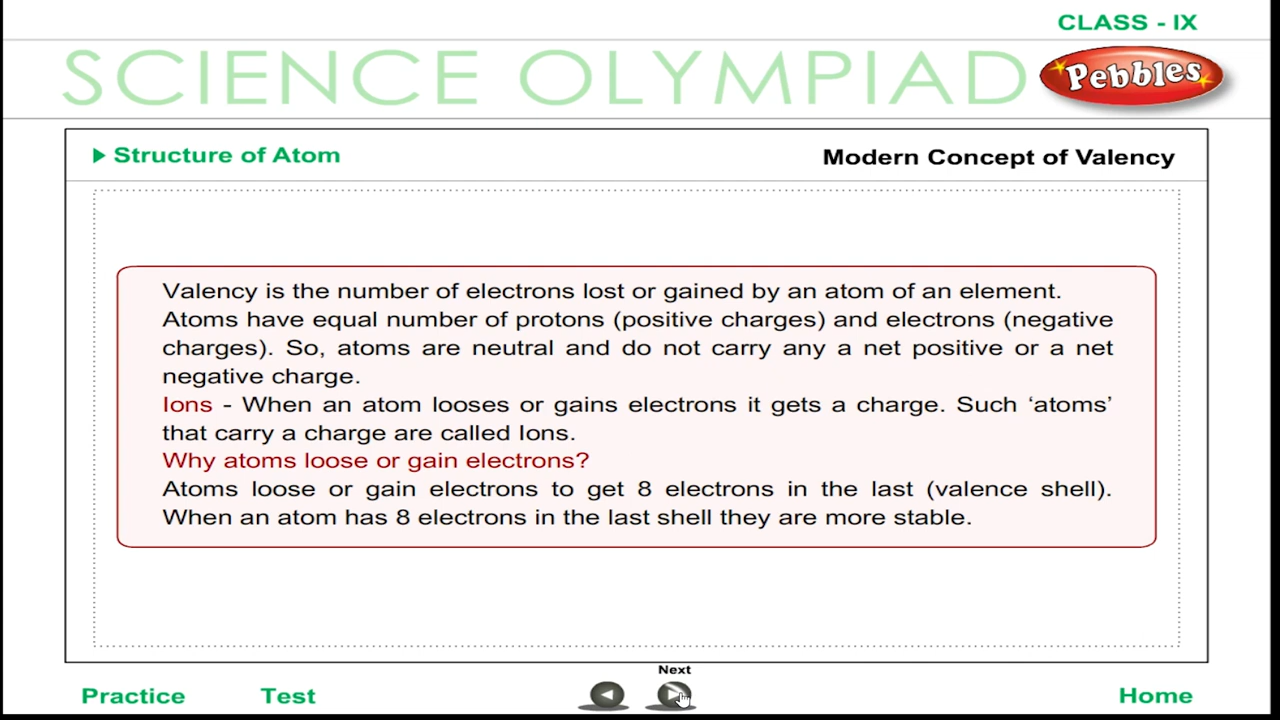 CLASS - IX
SCIENCE OLYMPIAD
Pebbles
Structure of Atom
Modern Concept of Valency
Valency is the number of electrons lost or gained by an atom of an element.
Atoms have equal number of protons (positive charges) and electrons (negative
charges). So, atoms are neutral and do not carry any a net positive or a net
negative charge.
Ions - When an atom looses or gains electrons it gets a charge. Such ‘atoms’
that carry a charge are called Ions.
Why atoms loose or gain electrons?
Atoms loose or gain electrons to get 8 electrons in the last (valence shell).
When an atom has 8 electrons in the last shell they are more stable.
Next
Practice
Test
Home